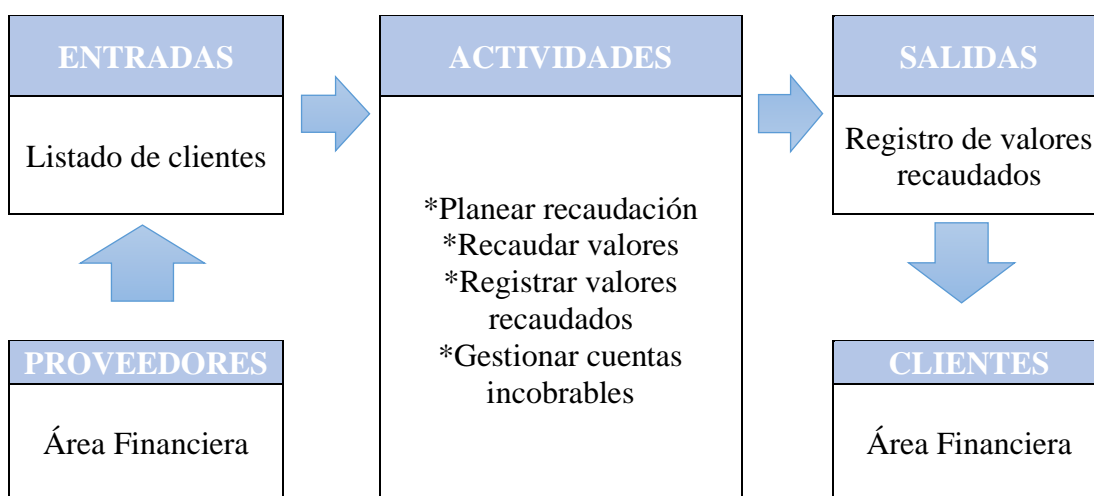 ENTRADAS
Listado de clientes
PROVEEDORES
Área Financiera
ACTIVIDADES
*Planear recaudación
*Recaudar valores
*Registrar valores
recaudados
*Gestionar cuentas
incobrables
SALIDAS
Registro de valores
recaudados
CLIENTES
Área Financiera